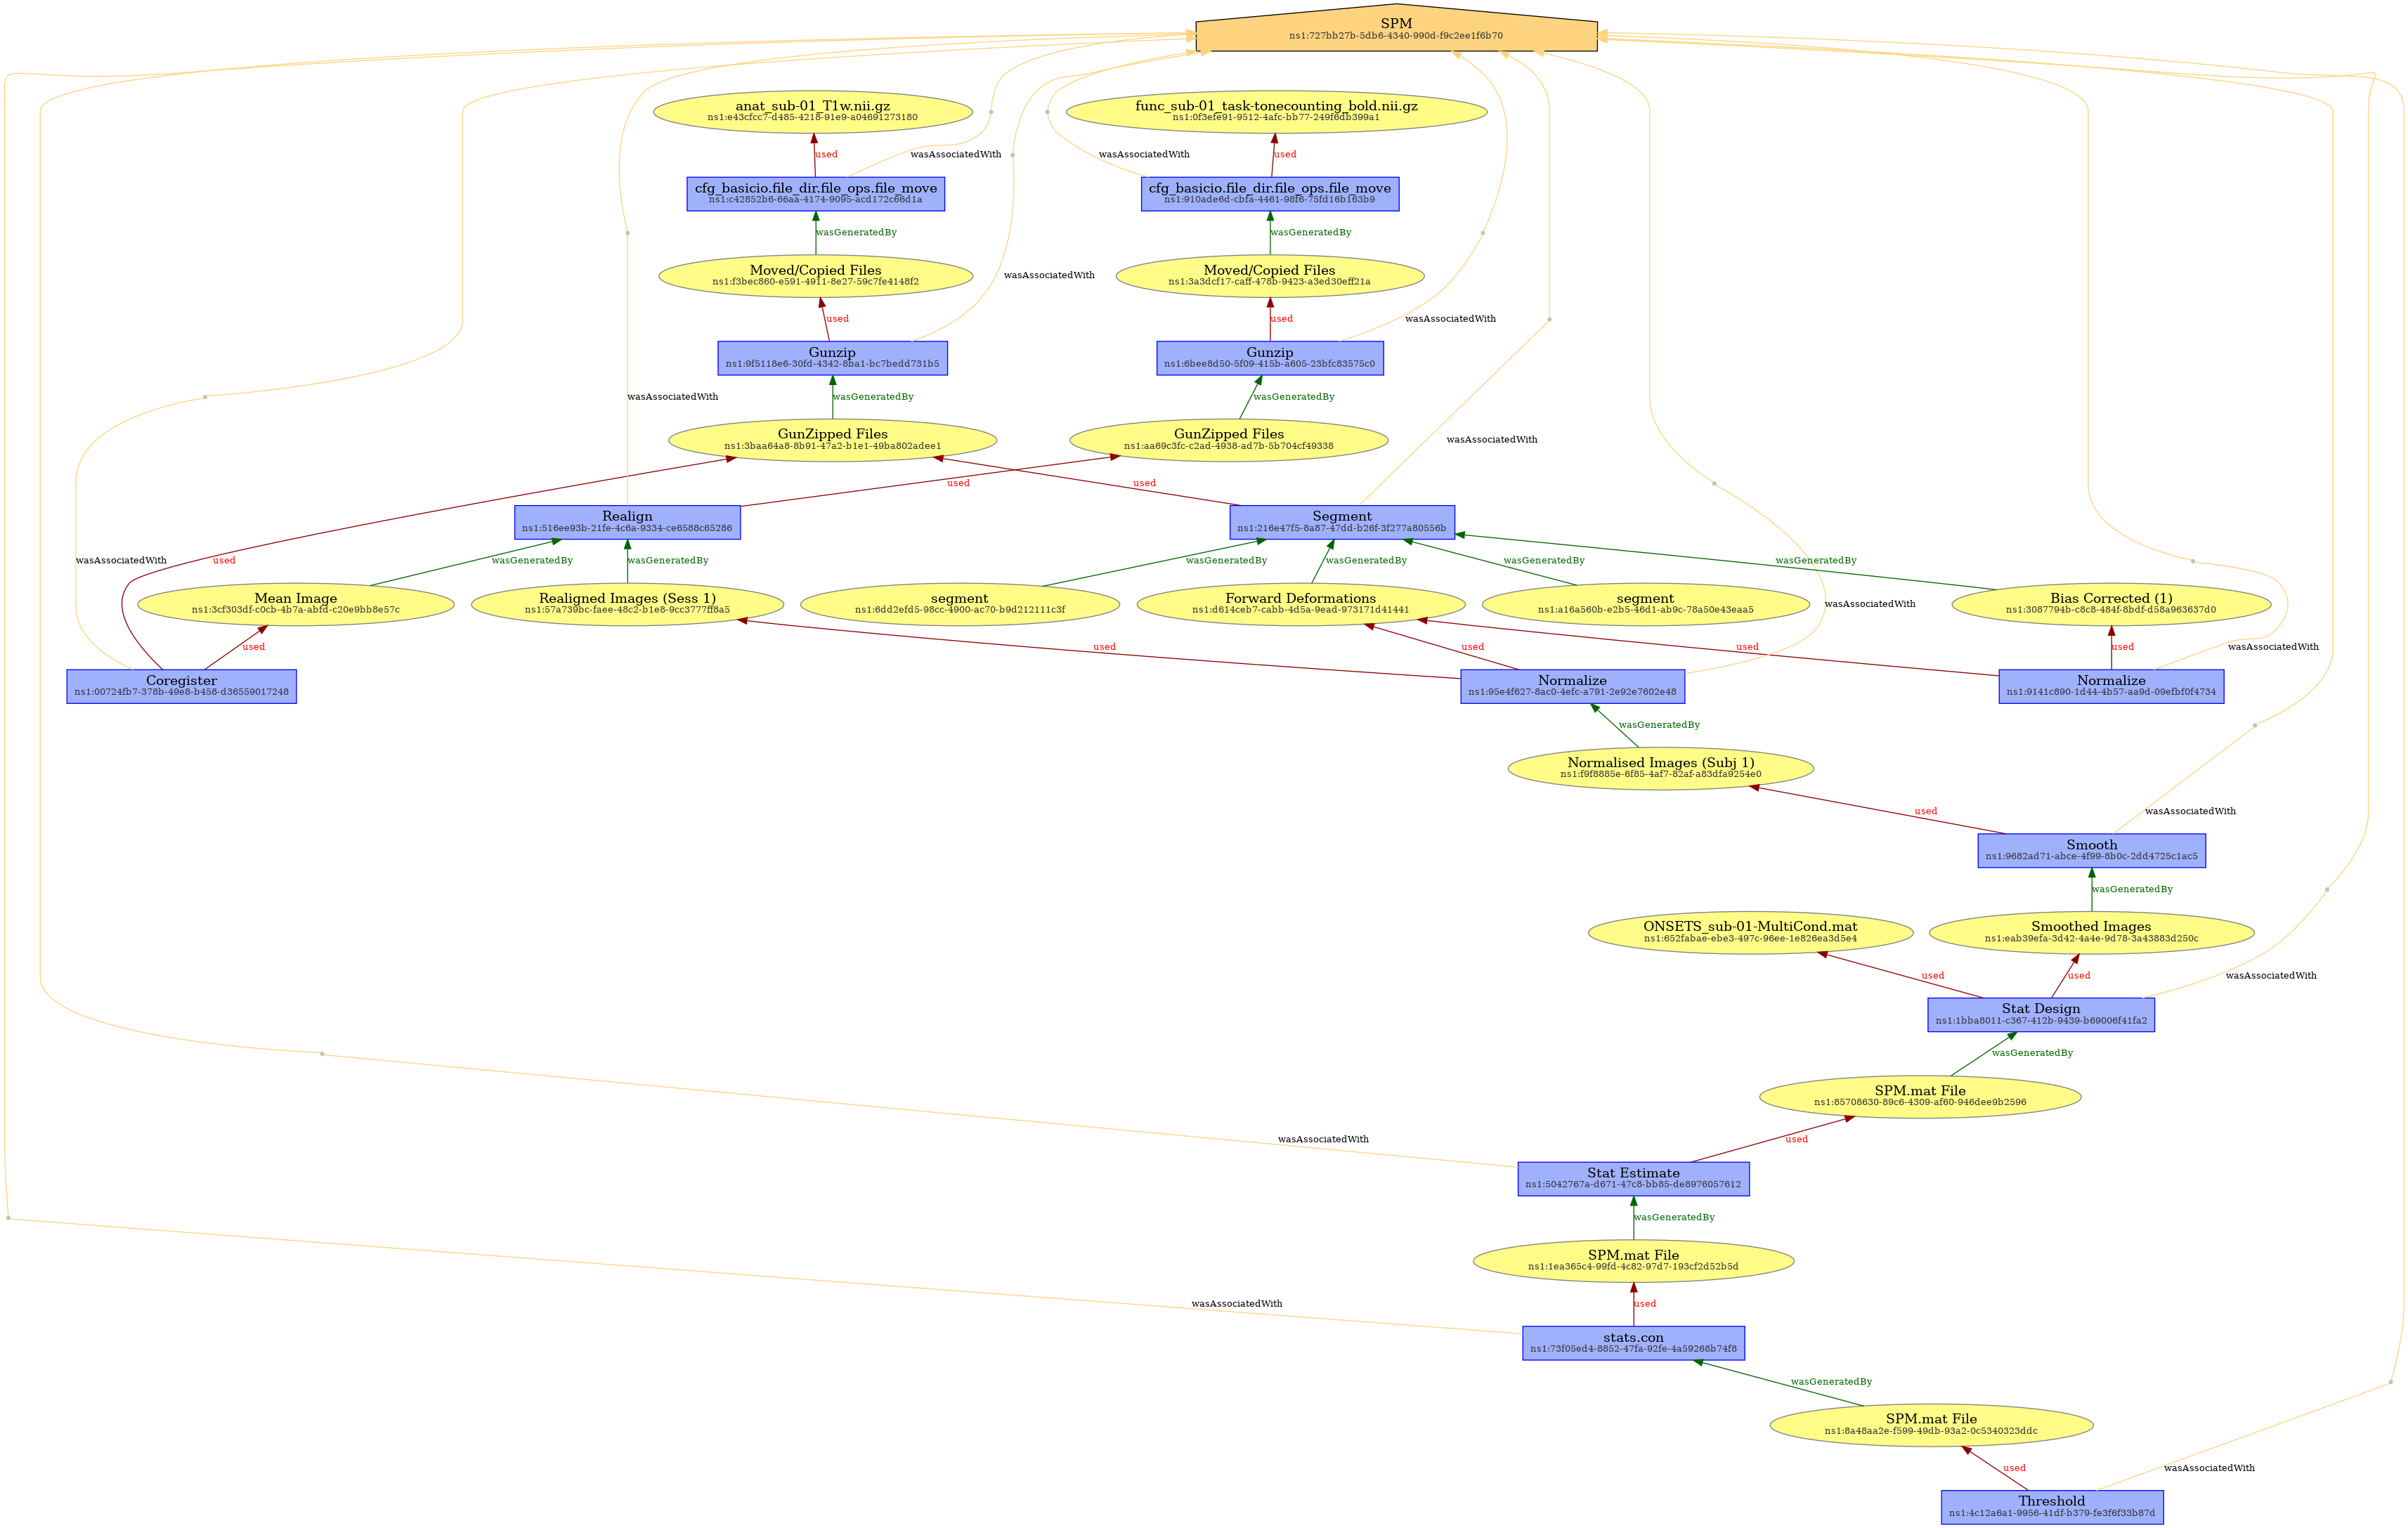 SPM
ns1:727bb27b-5db6-4340-990d-f9c2ee1f6b70
anat_sub-01_T1w.nii.gz
ns1:e43cfcc7-d485-4218-91e9-a04691273180
func_sub-01_task-tonecounting_bold.nii.gz
ns1:0f3efe91-9512-4afc-bb77-249f6db399a1
used
wasAssociatedWith
wasAssociatedWith
used
cfg_basicio.file_dir.file_ops.file_move
ns1:c42852b6-66aa-4174-9095-acd172c66d1a
cfg_basicio.file_dir.file_ops.file_move
ns1:910ade6d-cbfa-4461-98f6-75fd16b163b9
wasGeneratedBy
wasGeneratedBy
Moved/Copied Files
ns1:f3bec860-e591-4911-8e27-59c7fe4148f2
wasAssociatedWith
Moved/Copied Files
ns1:3a3dcf17-caff-478b-9423-a3ed30eff21a
used
used
wasAssociatedWith
Gunzip
ns1:9f5118e6-30fd-4342-8ba1-bc7bedd731b5
Gunzip
ns1:6bee8d50-5f09-415b-a605-23bfc83575c0
wasAssociatedWith
wasGeneratedBy
wasGeneratedBy
GunZipped Files
ns1:3baa64a8-8b91-47a2-b1e1-49ba802adee1
GunZipped Files
ns1:aa69c3fc-c2ad-4938-ad7b-5b704cf49338
wasAssociatedWith
used
used
Realign
ns1:516ee93b-21fe-4c6a-9334-ce6588c65286
Segment
ns1:216e47f5-8a87-47dd-b26f-3f277a80556b
wasAssociatedWith
used
wasGeneratedBy
wasGeneratedBy
wasGeneratedBy
wasGeneratedBy
wasGeneratedBy
wasGeneratedBy
Mean Image
ns1:3cf303df-c0cb-4b7a-abfd-c20e9bb8e57c
Realigned Images (Sess 1)
ns1:57a739bc-faee-48c2-b1e8-9cc3777ff8a5
segment
ns1:6dd2efd5-98cc-4900-ac70-b9d212111c3f
Forward Deformations
ns1:d614ceb7-cabb-4d5a-9ead-973171d41441
segment
ns1:a16a560b-e2b5-46d1-ab9c-78a50e43eaa5
wasAssociatedWith
Bias Corrected (1)
ns1:3087794b-c8c8-484f-8bdf-d58a963637d0
used
used
used
used
used
wasAssociatedWith
Coregister
ns1:00724fb7-378b-49e8-b458-d36559017248
Normalize
ns1:95e4f627-8ac0-4efc-a791-2e92e7602e48
Normalize
ns1:9141c890-1d44-4b57-aa9d-09efbf0f4734
wasGeneratedBy
Normalised Images (Subj 1)
ns1:f9f8885e-6f85-4af7-82af-a83dfa9254e0
used
wasAssociatedWith
Smooth
ns1:9682ad71-abce-4f99-8b0c-2dd4725c1ac5
wasGeneratedBy
ONSETS_sub-01-MultiCond.mat
ns1:652fabae-ebe3-497c-96ee-1e826ea3d5e4
Smoothed Images
ns1:eab39efa-3d42-4a4e-9d78-3a43883d250c
used
used
wasAssociatedWith
Stat Design
ns1:1bba8011-c367-412b-9439-b69006f41fa2
wasGeneratedBy
SPM.mat File
ns1:85708630-89c6-4309-af60-946dee9b2596
wasAssociatedWith
used
Stat Estimate
ns1:5042767a-d671-47c8-bb85-de8976057612
wasGeneratedBy
SPM.mat File
ns1:1ea365c4-99fd-4c82-97d7-193cf2d52b5d
wasAssociatedWith
used
stats.con
ns1:73f05ed4-8852-47fa-92fe-4a59268b74f8
wasGeneratedBy
SPM.mat File
ns1:8a48aa2e-f599-49db-93a2-0c5340323ddc
used
wasAssociatedWith
Threshold
ns1:4c12a6a1-9956-41df-b379-fe3f6f33b87d